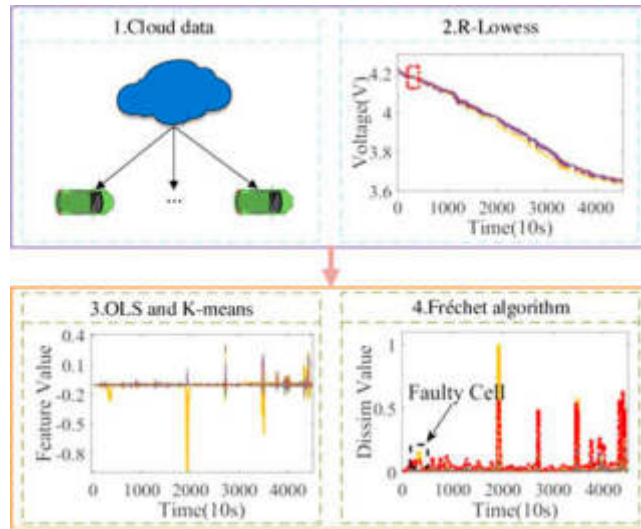 1.Cloud data
...
2.R-Lowess
Voltage(V)
4.2
4
3.8
3.6
0
1000
2000
3000
4000
Time(10s)
3.OLS and K-means
Feature Value
0.4
0.1
-0.2
-0.5
-0.8
0
1000
2000
3000
4000
Time(10s)
4.Fréchet algorithm
Dissim Value
1
0.5
0
Faulty Cell
0
1000
2000
3000
4000
Time(10s)